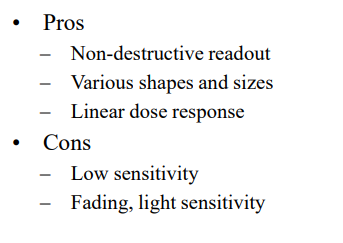 • Pros
– Non-destructive readout
– Various shapes and sizes
– Linear dose response
• Cons
– Low sensitivity
– Fading, light sensitivity